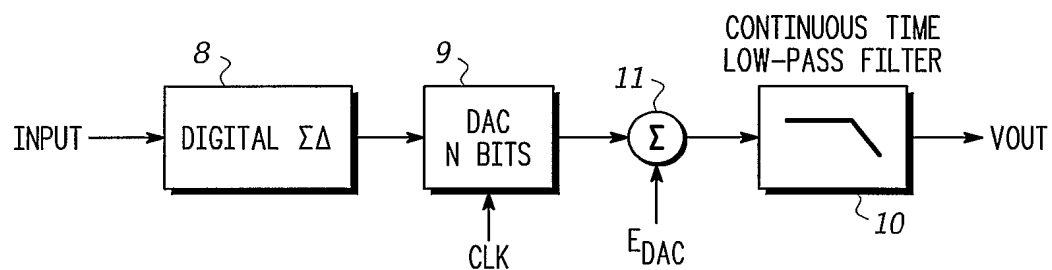 CONTINUOUS TIME
LOW-PASS FILTER
8
9
11
INPUT
DIGITAL ΣΔ
DAC
N BITS
Σ
VOUT
10
CLK
EDAC